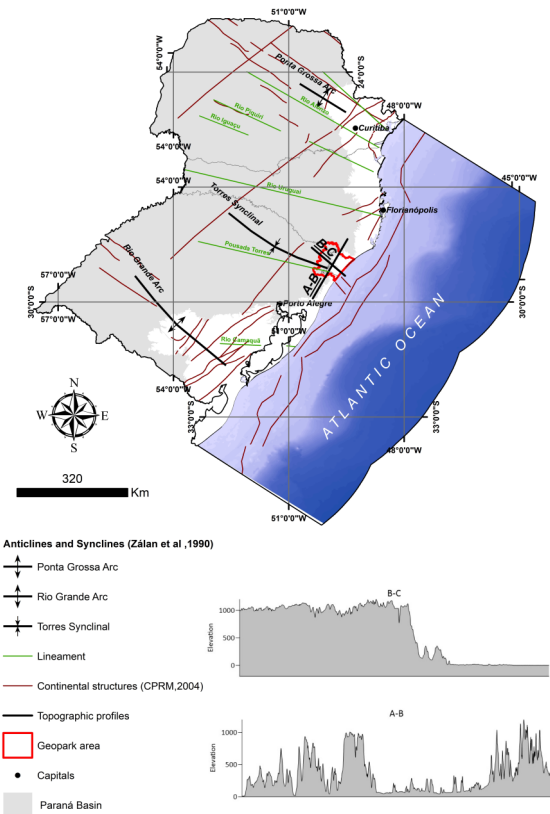 51°0'0"W
Ponta Grossa Arc
24°0'0"S
Rio Alonso
48°0'0"W
Rio Piquiri
Rio Iguaçu
Curitiba
54°0'0"W
45°0'0"W
54°0'0"W
Rio Uruguai
Torres Synclinal
Florianópolis
Pousada Torres
B-C
Rio Grande Arc
57°0'0"W
A-B
30°0'0"S
Porto Alegre
30°0'0"S
57°0'0"W
51°0'0"W
Rio Camaquã
ATLANTIC OCEAN
54°0'0"W
N
W E
S
33°0'0"S
33°0'0"S
48°0'0"W
320
Km
51°0'0"W
Anticlines and Synclines (Zálan et al ,1990)
Ponta Grossa Arc
Rio Grande Arc
Torres Synclinal
Lineament
Continental structures (CPRM,2004)
Topographic profiles
Geopark area
Capitals
Paraná Basin
B-C
Elevation
1000
500
0
A-B
Elevation
1000
500
0